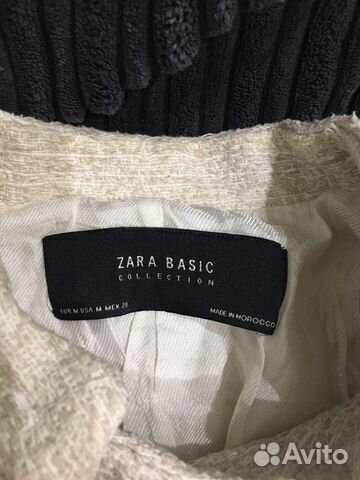 ZARA BASIC
COLLECTION
EUR M USA M MEX 28
MADE IN MOROCCO
Avito